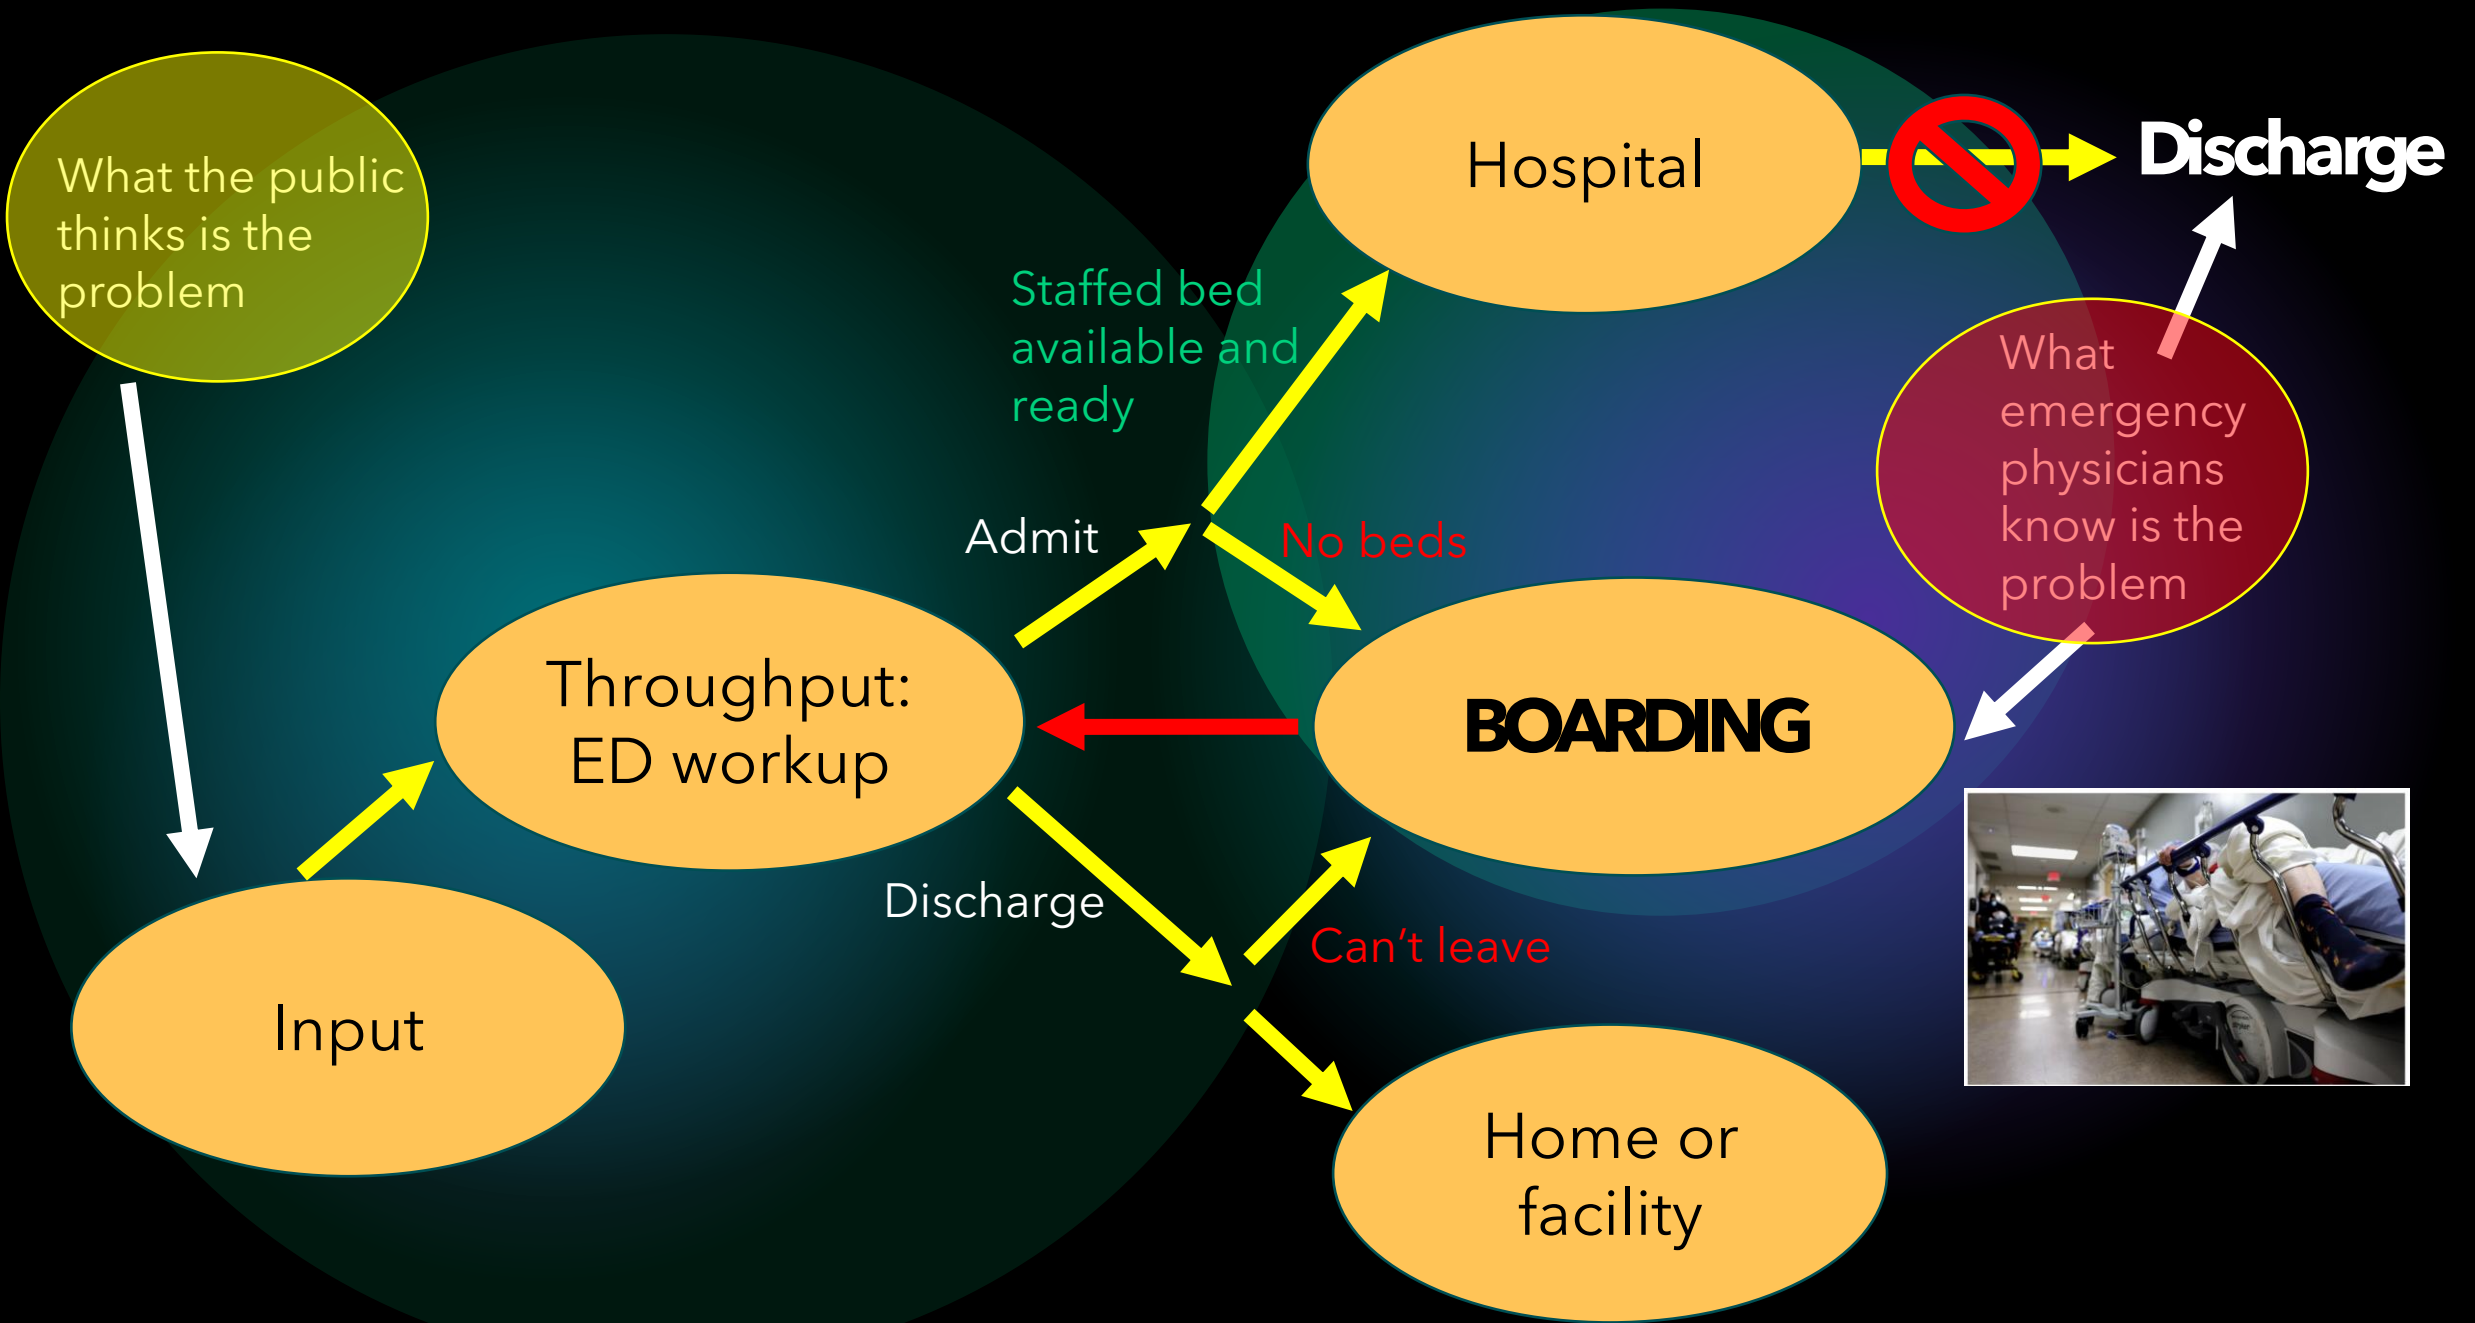 What the public
thinks is the
problem
Hospital
Discharge
Staffed bed
available and
ready
What
emergency
physicians
know is the
problem
Admit
No beds
Throughput:
ED workup
BOARDING
Discharge
Can't leave
Input
Home or
facility